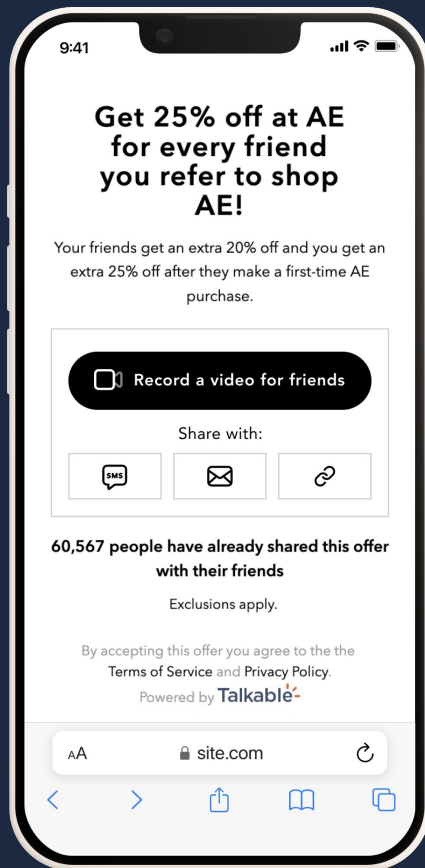 9:41
Get 25% off at AE
for every friend
you refer to shop
AE!
Your friends get an extra 20% off and you get an
extra 25% off after they make a first-time AE
purchase.
Record a video for friends
Share with:
SMS
60,567 people have already shared this offer
with their friends
Exclusions apply.
By accepting this offer you agree to the the
Terms of Service and Privacy Policy.
Powered by Talkable
AA site.com